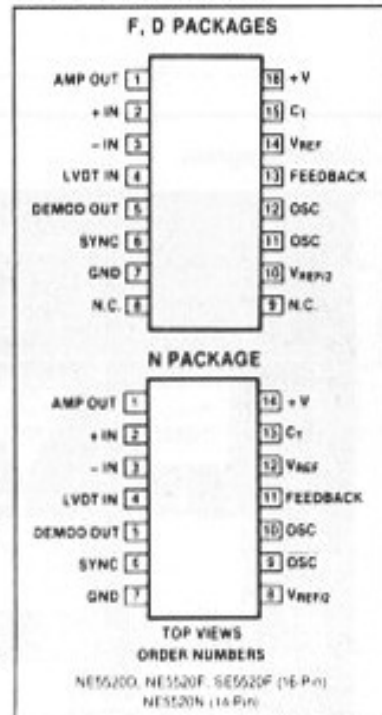 F, D PACKAGES
AMP OUT 1 16 +V
+ IN 2 15 CT
- IN 3 14 VREF
LVDT IN 4 13 FEEDBACK
DEMOD OUT 5 12 OSC
SYNC 6 11 OSC
GND 7 10 VREF/2
N.C. 8 9 N.C.
N PACKAGE
AMP OUT 1 14 +V
+ IN 2 13 CT
- IN 3 12 VREF
LVDT IN 4 11 FEEDBACK
DEMOD OUT 5 10 OSC
SYNC 6 9 OSC
GND 7 8 VREF/2
TOP VIEWS
ORDER NUMBERS
NE5520D, NE5520F, SE5520F (16-Pin)
NE5520N (14-Pin)